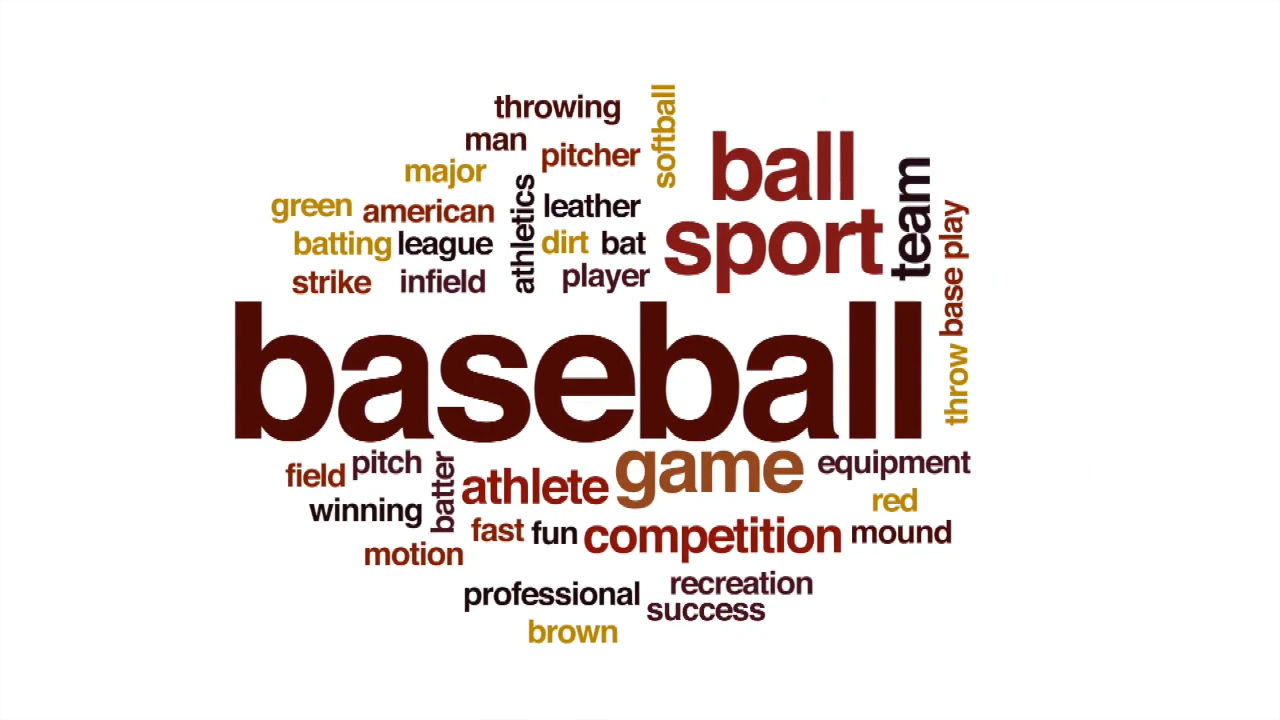 throwing
softball
man
pitcher
ball
major
athletics
team
green
american
leather
sport
play
batting
league
dirt
bat
strike
infield
player
base
baseball
throw
field
pitch
batter
athlete
game
equipment
winning
red
fast
fun
competition
mound
motion
professional
recreation
success
brown